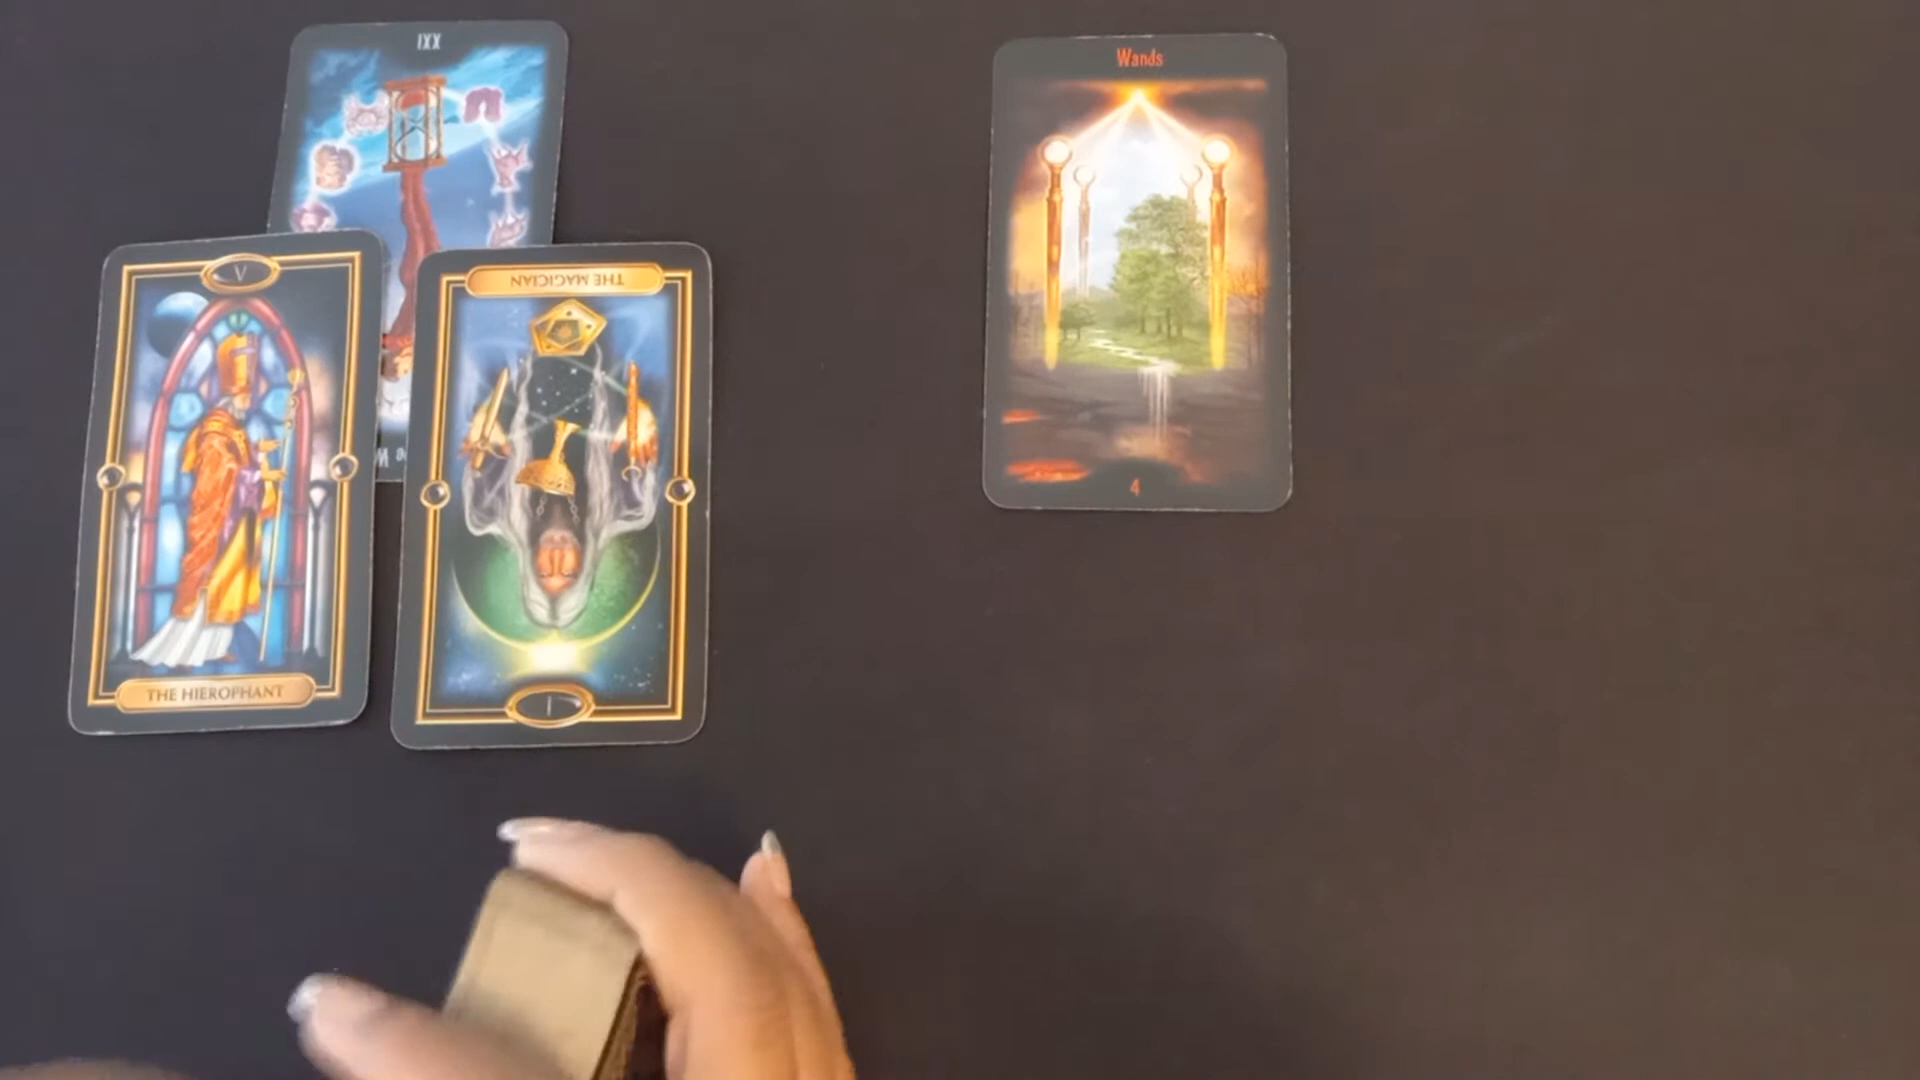 XXI
Wands
V
THE MAGICIAN
4
THE HIEROPHANT
I